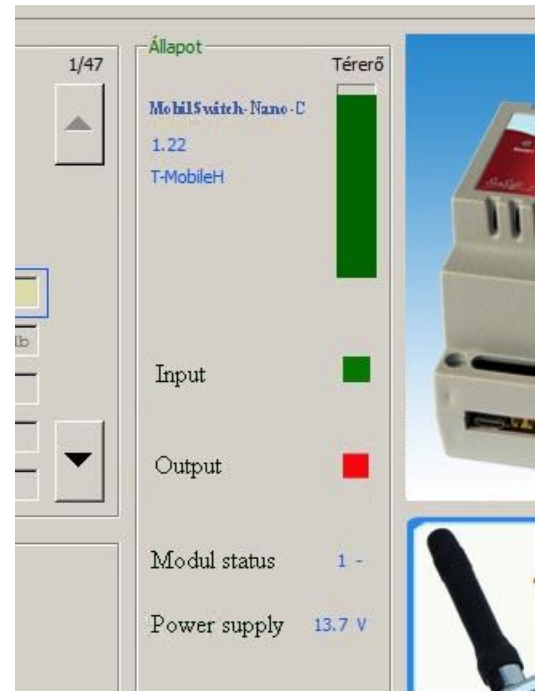 1/47
Állapot
Térerő
MobilSwitch-Nano-C
1.22
T-MobileH
Input
Output
Modul status 1 -
Power supply 13.7 V